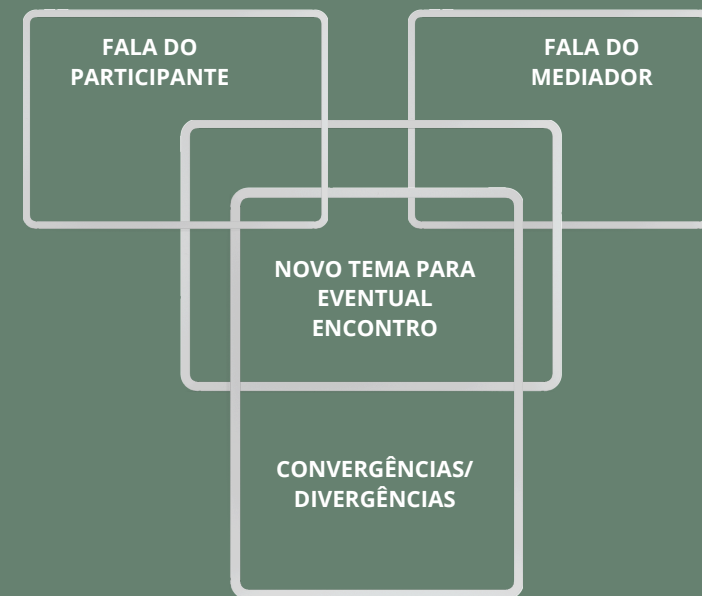 FALA DO
PARTICIPANTE
FALA DO
MEDIADOR
NOVO TEMA PARA
EVENTUAL
ENCONTRO
CONVERGÊNCIAS/
DIVERGÊNCIAS